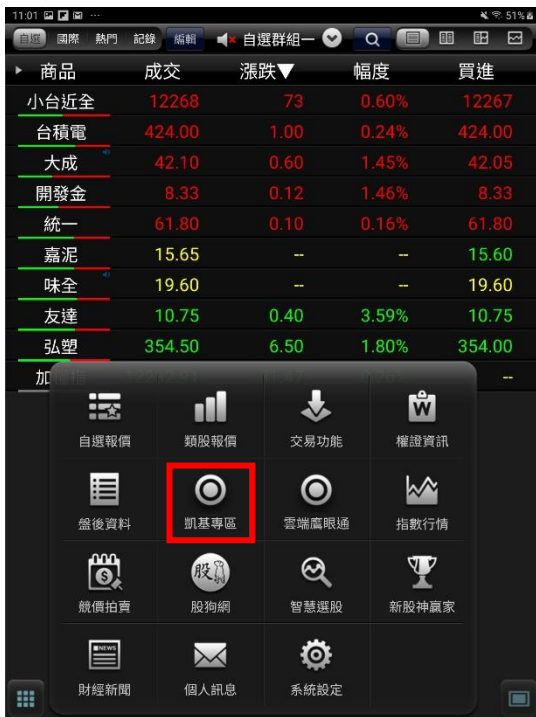 11:01 ... 51%
自選 國際 熱門 記錄 編輯 自選群組一
商品 成交 漲跌▼ 幅度 買進
小台近全 12268 73 0.60% 12267
台積電 424.00 1.00 0.24% 424.00
大成 42.10 0.60 1.45% 42.05
開發金 8.33 0.12 1.46% 8.33
統一 61.80 0.10 0.16% 61.80
嘉泥 15.65 -- -- 15.60
味全 19.60 -- -- 19.60
友達 10.75 0.40 3.59% 10.75
弘塑 354.50 6.50 1.80% 354.00
加 --
自選報價 類股報價 交易功能 權證資訊
盤後資料 凱基專區 雲端鷹眼通 指數行情
競價拍賣 股狗網 智慧選股 新股神贏家
財經新聞 個人訊息 系統設定
W
股
NEWS